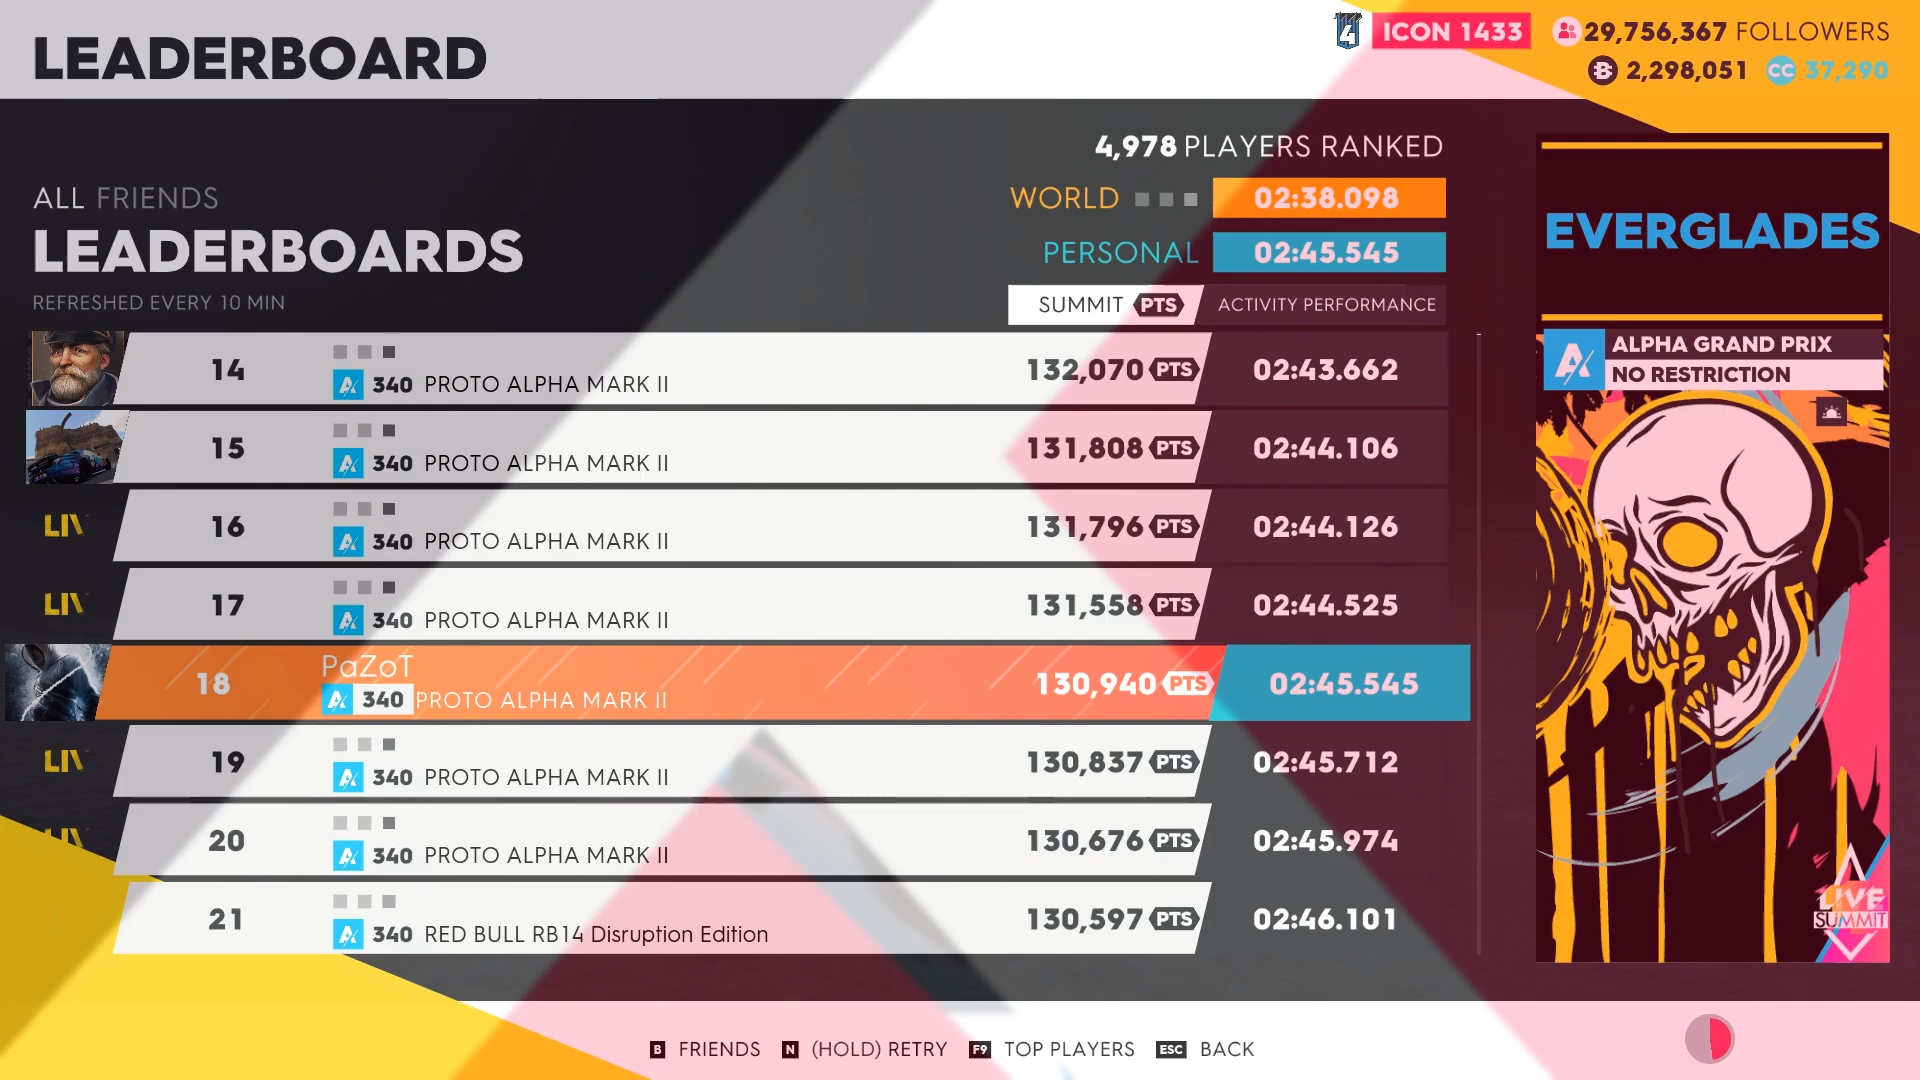 LEADERBOARD
4 ICON 1433
29,756,367 FOLLOWERS
2,298,051 CC 37,290
4,978 PLAYERS RANKED
ALL FRIENDS
WORLD 02:38.098
LEADERBOARDS
PERSONAL 02:45.545
REFRESHED EVERY 10 MIN
SUMMIT PTS ACTIVITY PERFORMANCE
14 340 PROTO ALPHA MARK II 132,070 PTS 02:43.662
15 340 PROTO ALPHA MARK II 131,808 PTS 02:44.106
LIV 16 340 PROTO ALPHA MARK II 131,796 PTS 02:44.126
LIV 17 340 PROTO ALPHA MARK II 131,558 PTS 02:44.525
PaZoT
18 340 PROTO ALPHA MARK II 130,940 PTS 02:45.545
LIV 19 340 PROTO ALPHA MARK II 130,837 PTS 02:45.712
20 340 PROTO ALPHA MARK II 130,676 PTS 02:45.974
21 340 RED BULL RB14 Disruption Edition 130,597 PTS 02:46.101
EVERGLADES
ALPHA GRAND PRIX
NO RESTRICTION
LIVE
SUMMIT
B FRIENDS N (HOLD) RETRY F9 TOP PLAYERS ESC BACK